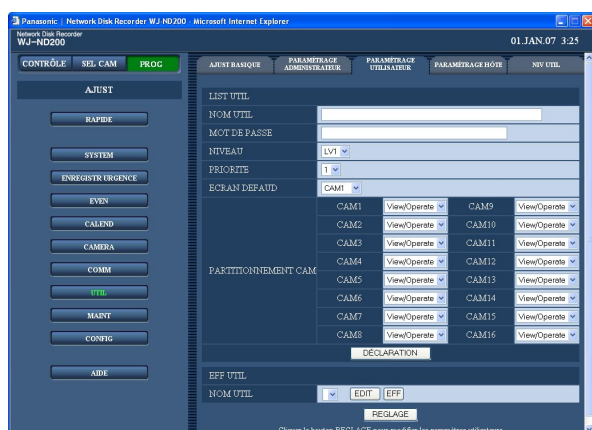 Panasonic | Network Disk Recorder WJ-ND200 - Microsoft Internet Explorer
Network Disk Recorder
WJ-ND200
01.JAN.07 3:25
CONTRÔLE SEL CAM PROG
AJUST BASIQUE PARAMÉTRAGE ADMINISTRATEUR PARAMÉTRAGE UTILISATEUR PARAMÉTRAGE HÔTE NIV UTIL
AJUST
RAPIDE
SYSTEM
ENREGISTR URGENCE
EVEN
CALEND
CAMERA
COMM
UTIL
MAINT
CONFIG
AIDE
LIST UTIL
NOM UTIL
MOT DE PASSE
NIVEAU LV1
PRIORITE 1
ECRAN DEFAUD CAM1
PARTITIONNEMENT CAM
CAM1 View/Operate CAM9 View/Operate
CAM2 View/Operate CAM10 View/Operate
CAM3 View/Operate CAM11 View/Operate
CAM4 View/Operate CAM12 View/Operate
CAM5 View/Operate CAM13 View/Operate
CAM6 View/Operate CAM14 View/Operate
CAM7 View/Operate CAM15 View/Operate
CAM8 View/Operate CAM16 View/Operate
DÉCLARATION
EFF UTIL
NOM UTIL EDIT EFF
REGLAGE